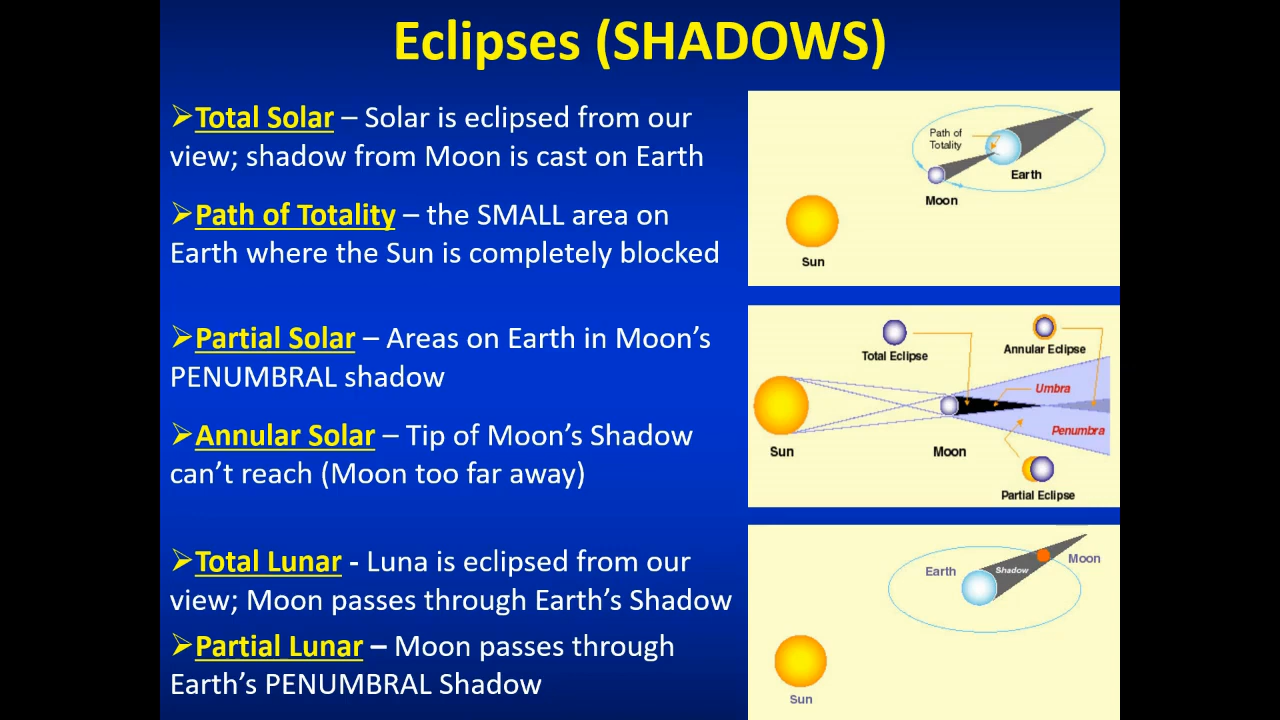 Eclipses (SHADOWS)
➢Total Solar – Solar is eclipsed from our
view; shadow from Moon is cast on Earth
➢Path of Totality – the SMALL area on
Earth where the Sun is completely blocked
➢Partial Solar – Areas on Earth in Moon’s
PENUMBRAL shadow
➢Annular Solar – Tip of Moon’s Shadow
can’t reach (Moon too far away)
➢Total Lunar - Luna is eclipsed from our
view; Moon passes through Earth’s Shadow
➢Partial Lunar – Moon passes through
Earth’s PENUMBRAL Shadow
Path of
Totality
Earth
Moon
Sun
Total Eclipse
Annular Eclipse
Umbra
Penumbra
Sun
Moon
Partial Eclipse
Earth
Shadow
Moon
Sun